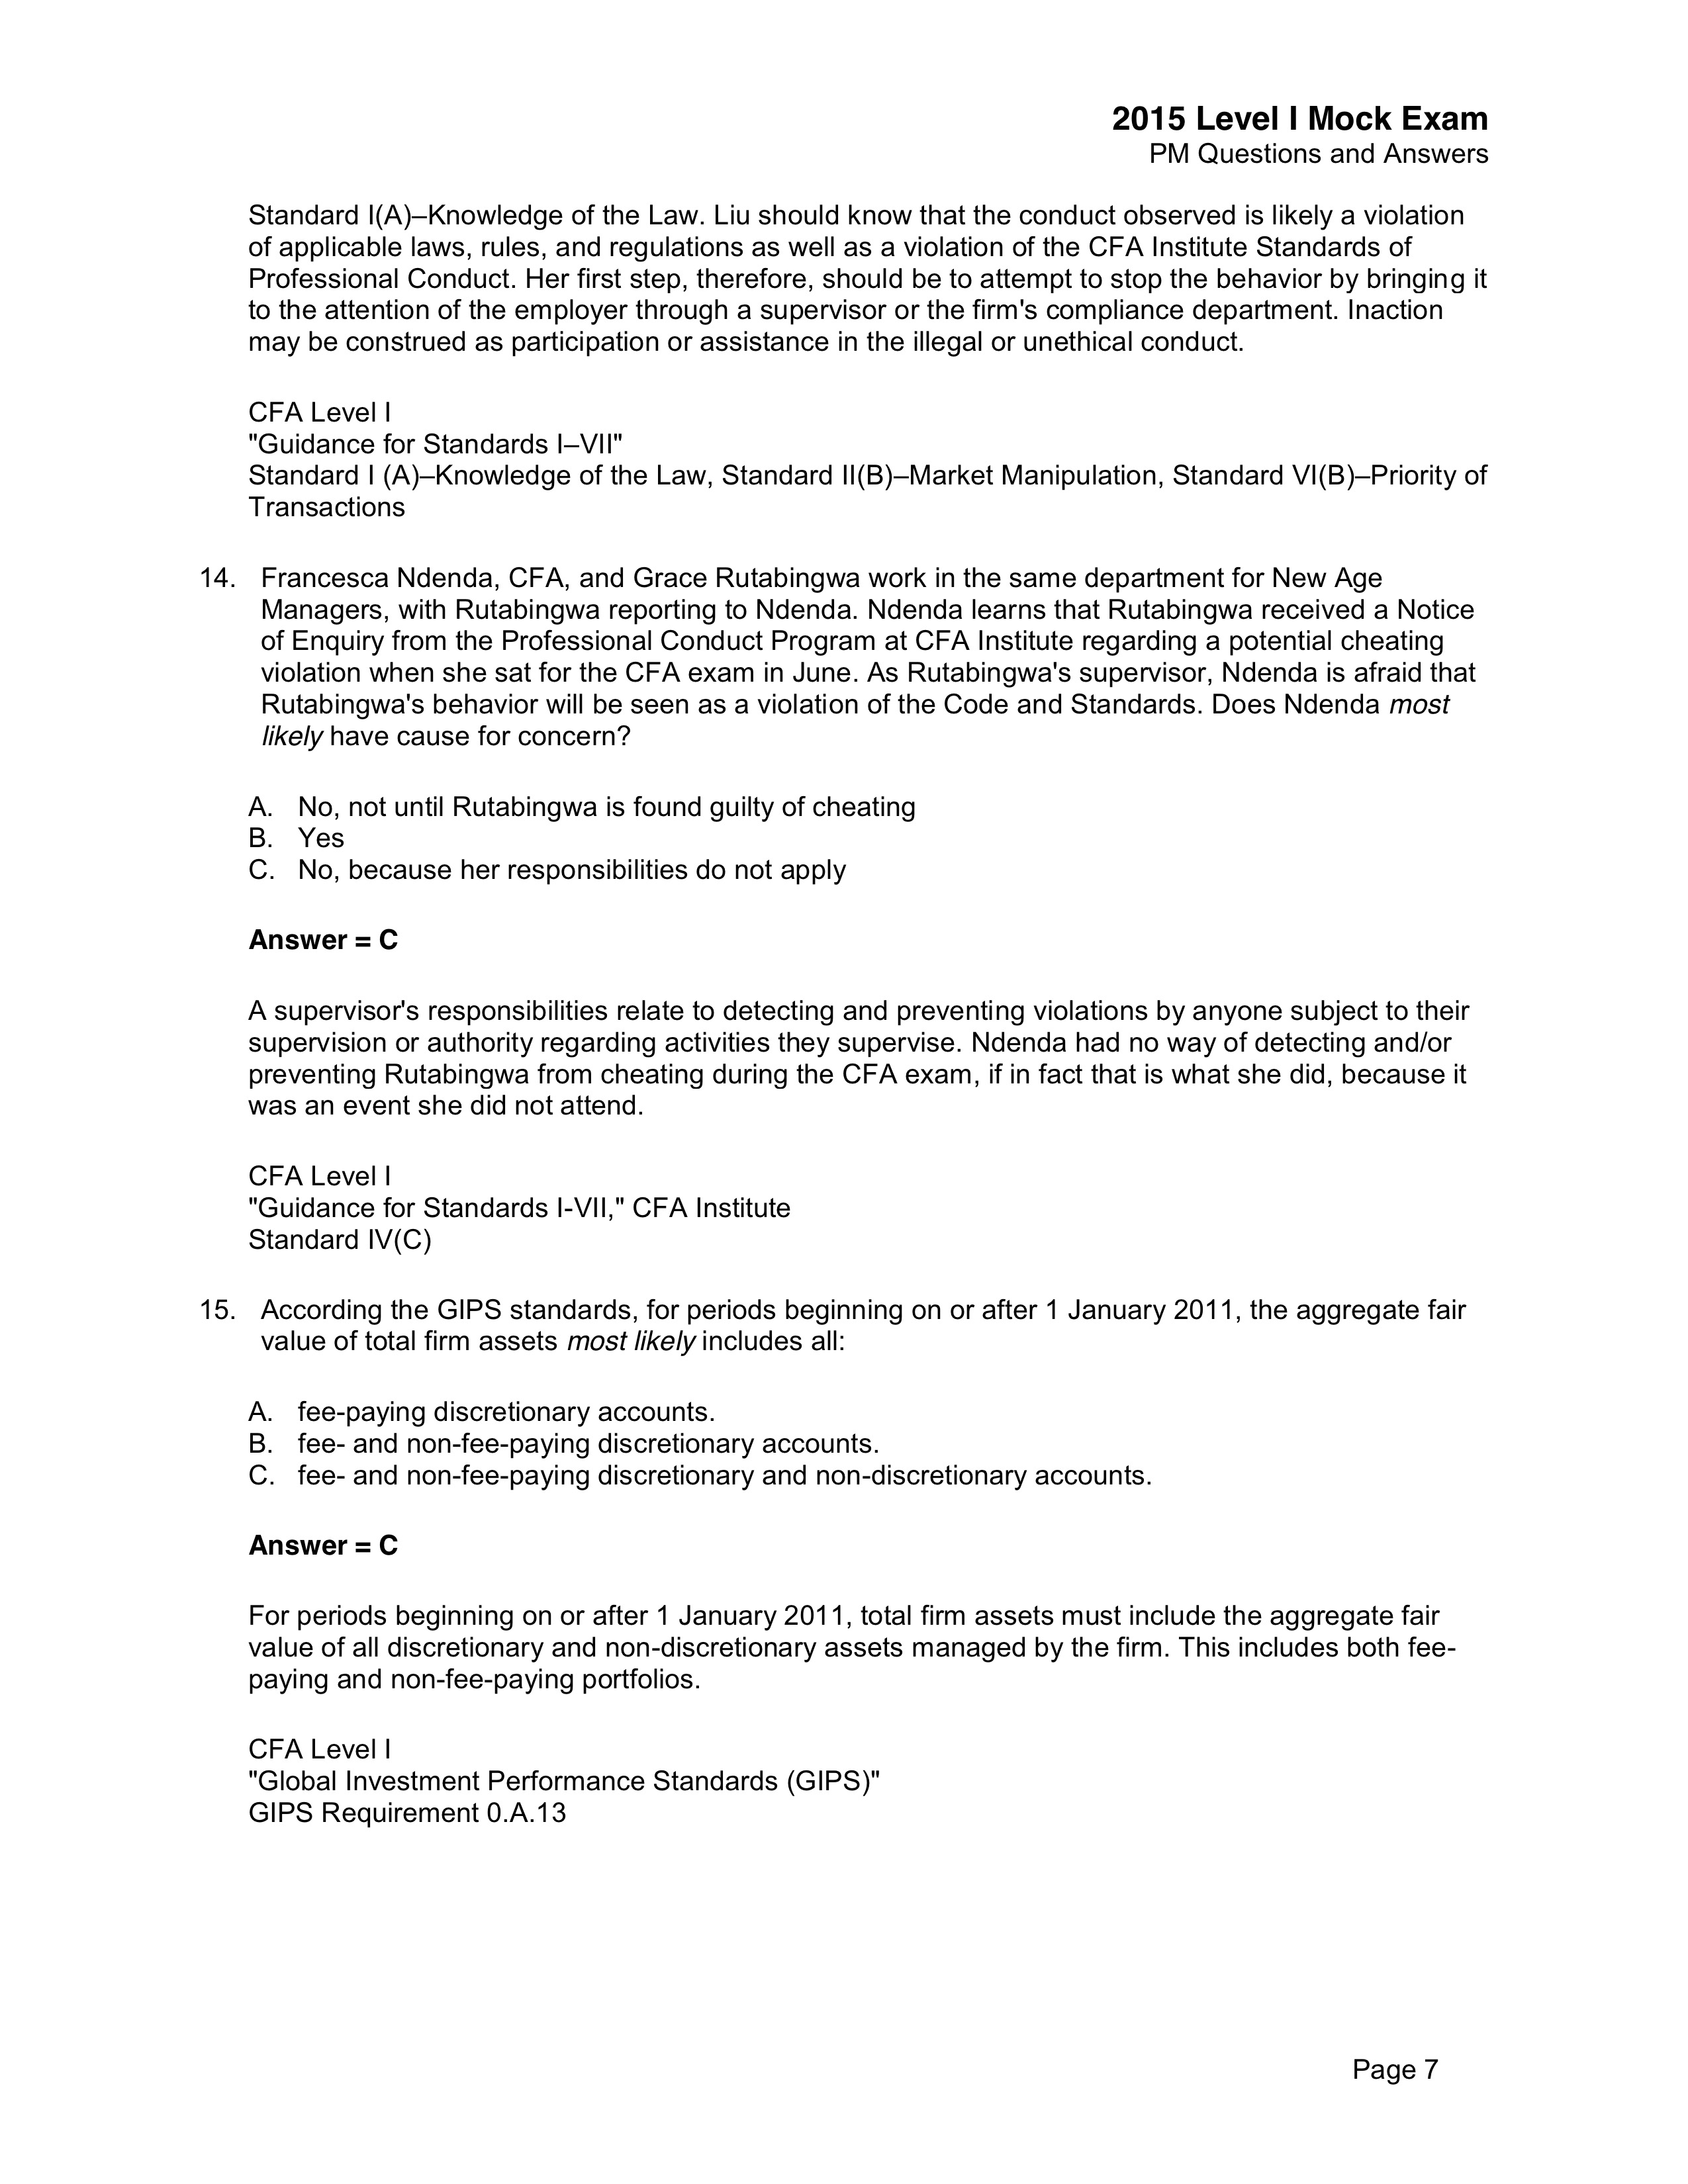 2015 Level I Mock Exam
PM Questions and Answers
Standard I(A)–Knowledge of the Law. Liu should know that the conduct observed is likely a violation
of applicable laws, rules, and regulations as well as a violation of the CFA Institute Standards of
Professional Conduct. Her first step, therefore, should be to attempt to stop the behavior by bringing it
to the attention of the employer through a supervisor or the firm's compliance department. Inaction
may be construed as participation or assistance in the illegal or unethical conduct.
CFA Level I
"Guidance for Standards I–VII"
Standard I (A)–Knowledge of the Law, Standard II(B)–Market Manipulation, Standard VI(B)–Priority of
Transactions
14. Francesca Ndenda, CFA, and Grace Rutabingwa work in the same department for New Age
Managers, with Rutabingwa reporting to Ndenda. Ndenda learns that Rutabingwa received a Notice
of Enquiry from the Professional Conduct Program at CFA Institute regarding a potential cheating
violation when she sat for the CFA exam in June. As Rutabingwa's supervisor, Ndenda is afraid that
Rutabingwa's behavior will be seen as a violation of the Code and Standards. Does Ndenda most
likely have cause for concern?
A. No, not until Rutabingwa is found guilty of cheating
B. Yes
C. No, because her responsibilities do not apply
Answer = C
A supervisor's responsibilities relate to detecting and preventing violations by anyone subject to their
supervision or authority regarding activities they supervise. Ndenda had no way of detecting and/or
preventing Rutabingwa from cheating during the CFA exam, if in fact that is what she did, because it
was an event she did not attend.
CFA Level I
"Guidance for Standards I-VII," CFA Institute
Standard IV(C)
15. According the GIPS standards, for periods beginning on or after 1 January 2011, the aggregate fair
value of total firm assets most likely includes all:
A. fee-paying discretionary accounts.
B. fee- and non-fee-paying discretionary accounts.
C. fee- and non-fee-paying discretionary and non-discretionary accounts.
Answer = C
For periods beginning on or after 1 January 2011, total firm assets must include the aggregate fair
value of all discretionary and non-discretionary assets managed by the firm. This includes both fee-
paying and non-fee-paying portfolios.
CFA Level I
"Global Investment Performance Standards (GIPS)"
GIPS Requirement 0.A.13
Page 7